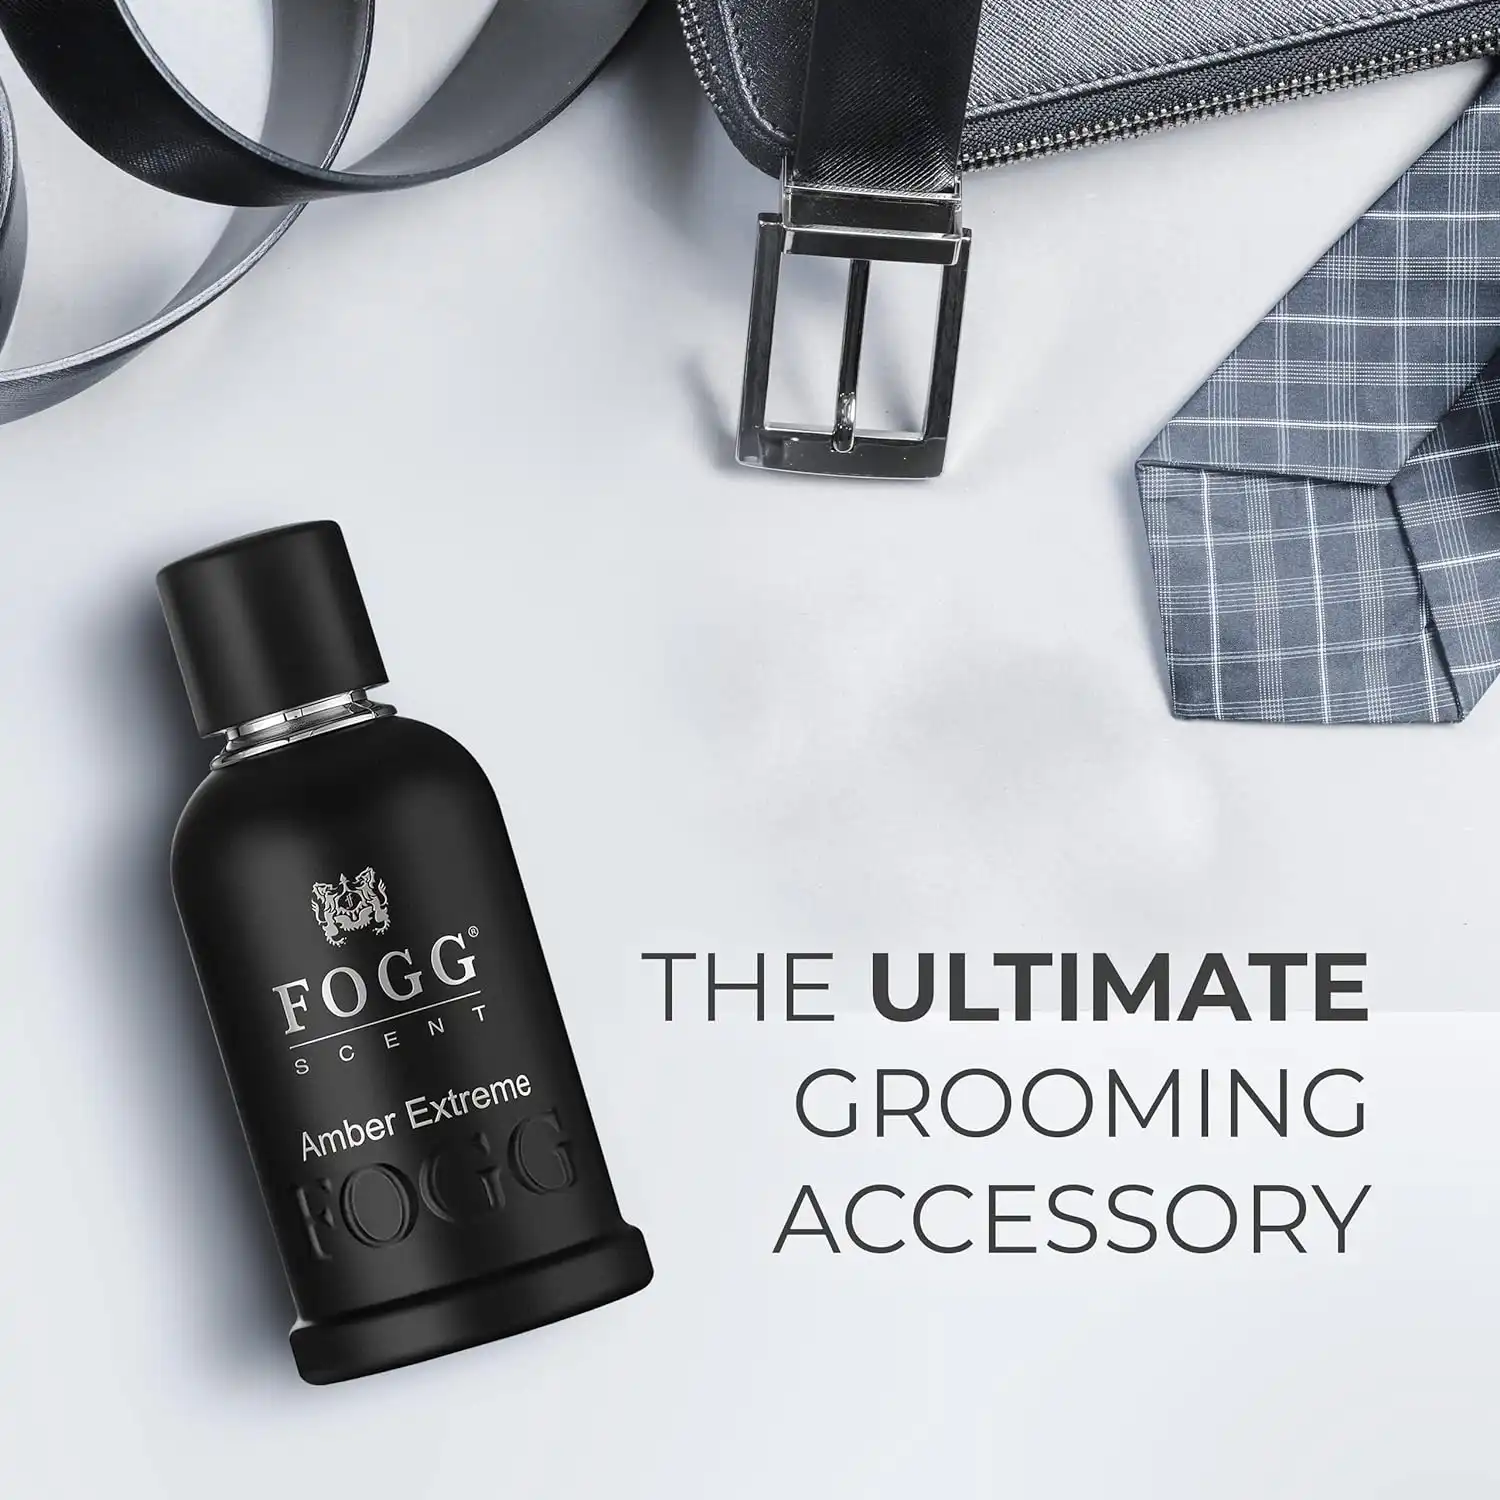 FOGG®
SCENT
Amber Extreme
FOGG
THE ULTIMATE
GROOMING
ACCESSORY